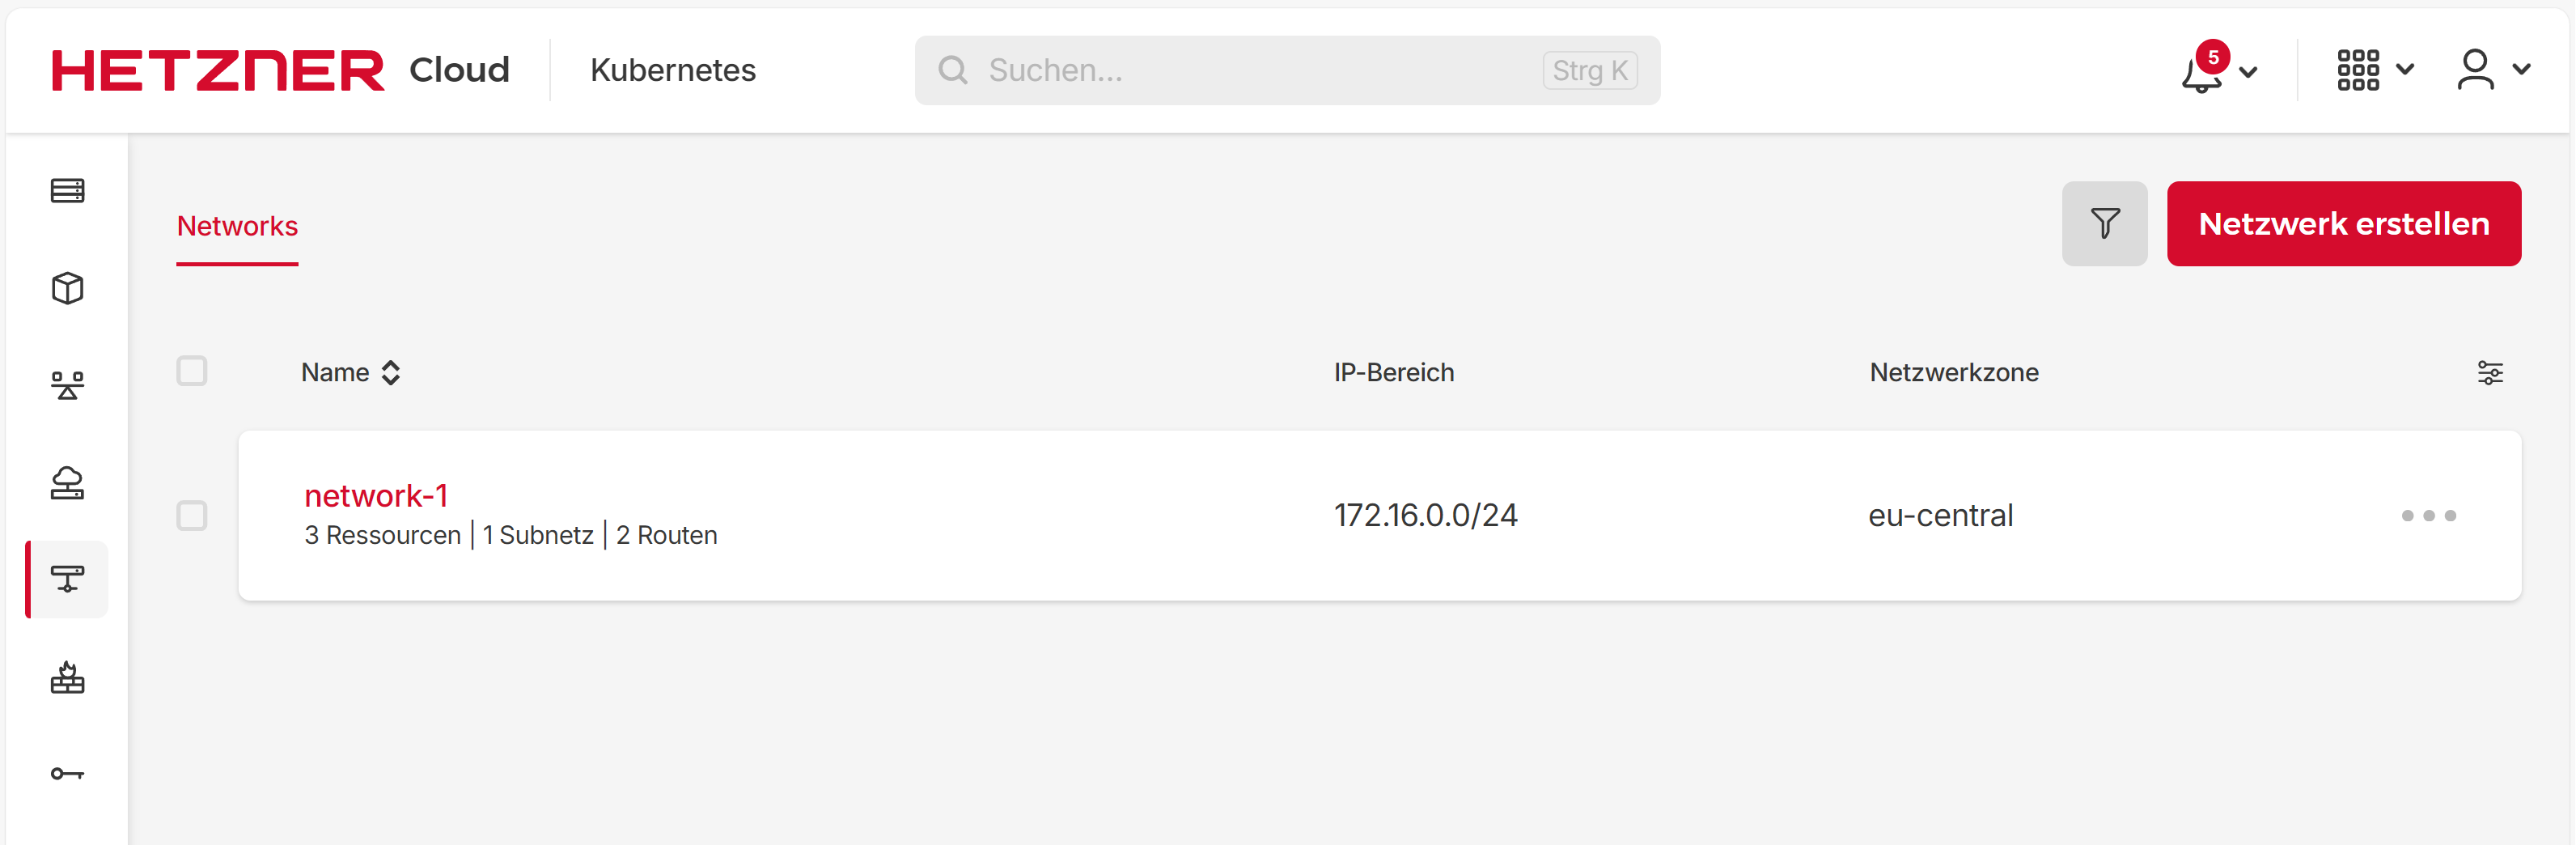 HETZNER Cloud
Kubernetes
Suchen...
Strg K
5
Networks
Netzwerk erstellen
Name
IP-Bereich
Netzwerkzone
network-1
172.16.0.0/24
eu-central
3 Ressourcen | 1 Subnetz | 2 Routen